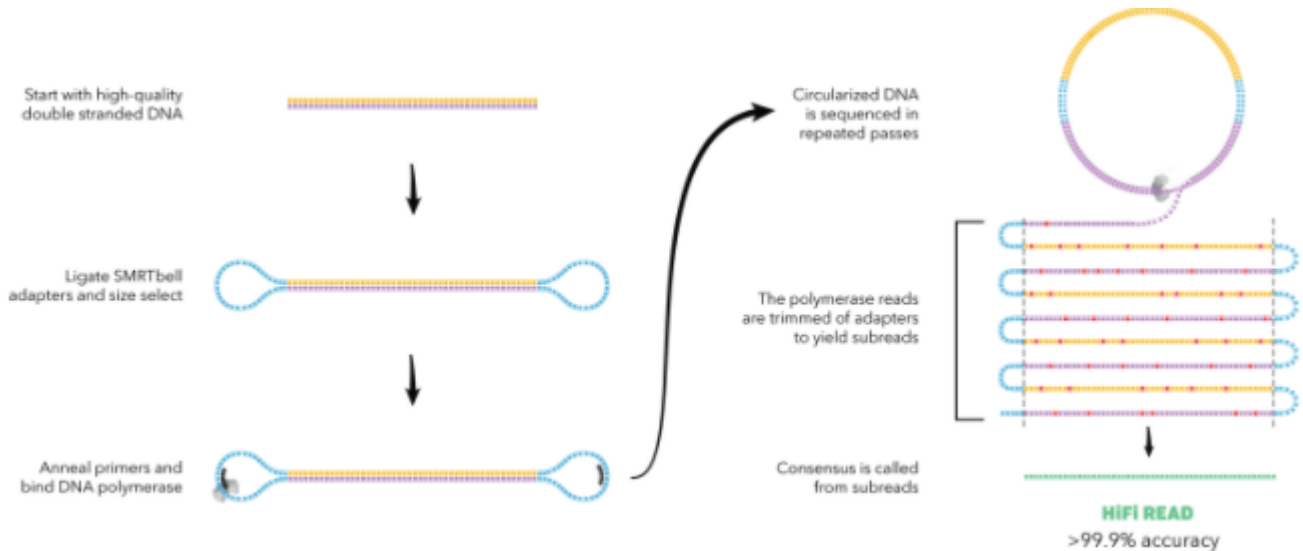 Start with high-quality
double stranded DNA
Ligate SMRTbell
adapters and size select
Anneal primers and
bind DNA polymerase
Circularized DNA
is sequenced in
repeated passes
The polymerase reads
are trimmed of adapters
to yield subreads
Consensus is called
from subreads
HiFi READ
>99.9% accuracy